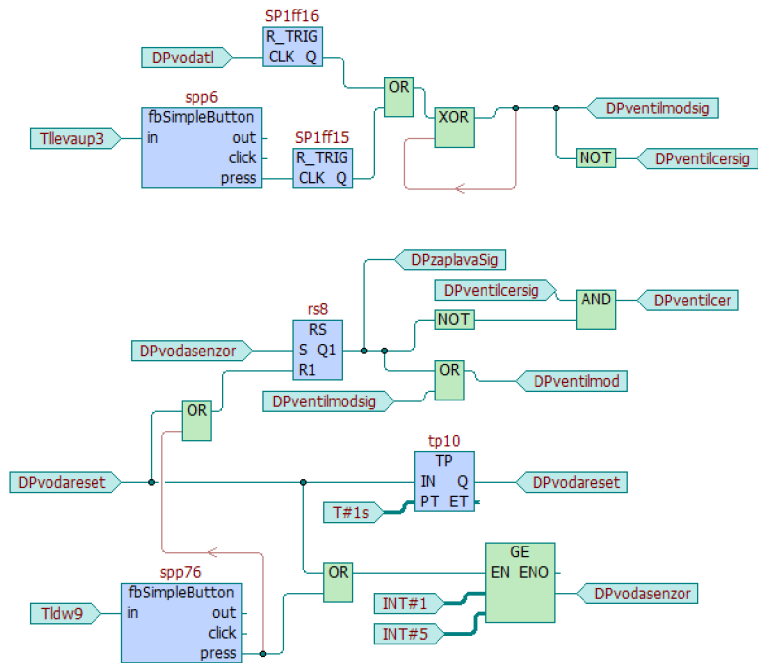 SP1ff16
R_TRIG
DPvodatl
CLK Q
spp6
OR
fbSimpleButton
XOR
DPventilmodsig
Tllevaup3
in out
SP1ff15
click
R_TRIG
NOT
DPventilcersig
press
CLK Q
DPzaplavaSig
DPventilcersig
AND
DPventilcer
rs8
RS
NOT
DPvodasenzor
S Q1
R1
OR
DPventilmod
DPventilmodsig
OR
tp10
TP
DPvodareset
IN Q
DPvodareset
T#1s
PT ET
GE
spp76
OR
EN ENO
fbSimpleButton
DPvodasenzor
INT#1
Tldw9
in out
click
INT#5
press